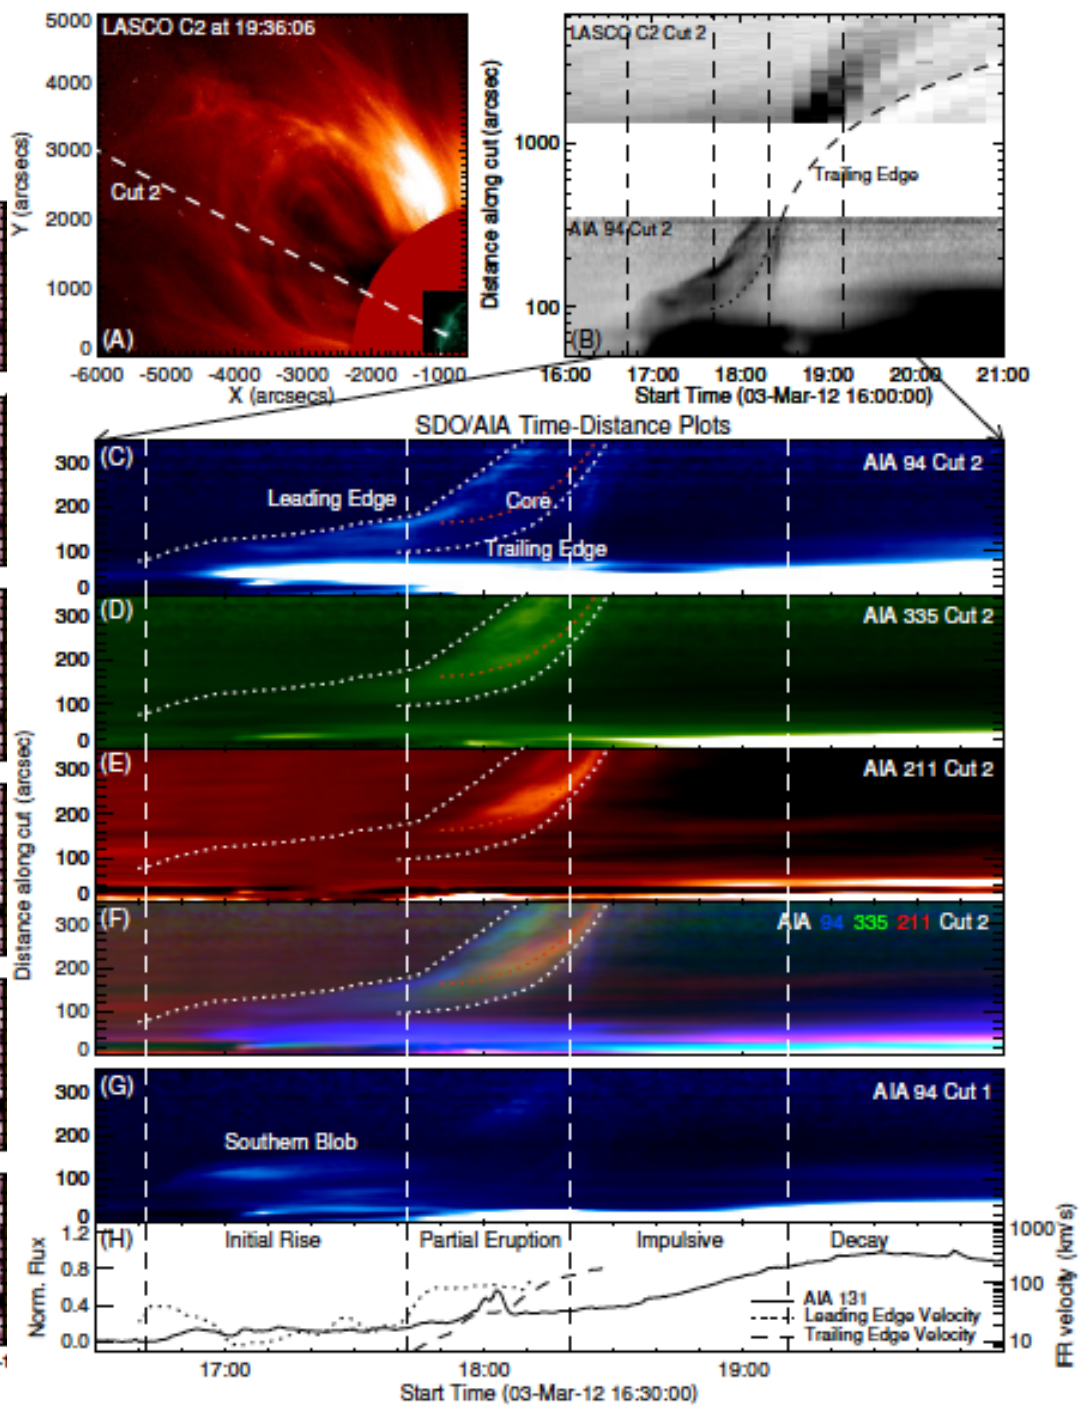 LASCO C2 at 19:36:06
5000
4000
3000
2000
1000
0
Y (arcsecs)
Cut 2
(A)
-6000 -5000 -4000 -3000 -2000 -1000
X (arcsecs)
LASCO C2 Cut 2
1000
100
Distance along cut (arcsec)
Trailing Edge
AIA 94 Cut 2
(B)
16:00 17:00 18:00 19:00 20:00 21:00
Start Time (03-Mar-12 16:00:00)
SDO/AIA Time-Distance Plots
(C)
AIA 94 Cut 2
300
200
100
0
Leading Edge
Core
Trailing Edge
(D)
AIA 335 Cut 2
300
200
100
0
Distance along cut (arcsec)
(E)
AIA 211 Cut 2
300
200
100
0
(F)
AIA 94 335 211 Cut 2
300
200
100
0
(G)
AIA 94 Cut 1
300
200
100
0
Southern Blob
(H)
Initial Rise Partial Eruption Impulsive Decay
1.2
0.8
0.4
0.0
Norm. Flux
1000
100
10
FR velocity (km/s)
AIA 131
Leading Edge Velocity
Trailing Edge Velocity
17:00 18:00 19:00
Start Time (03-Mar-12 16:30:00)